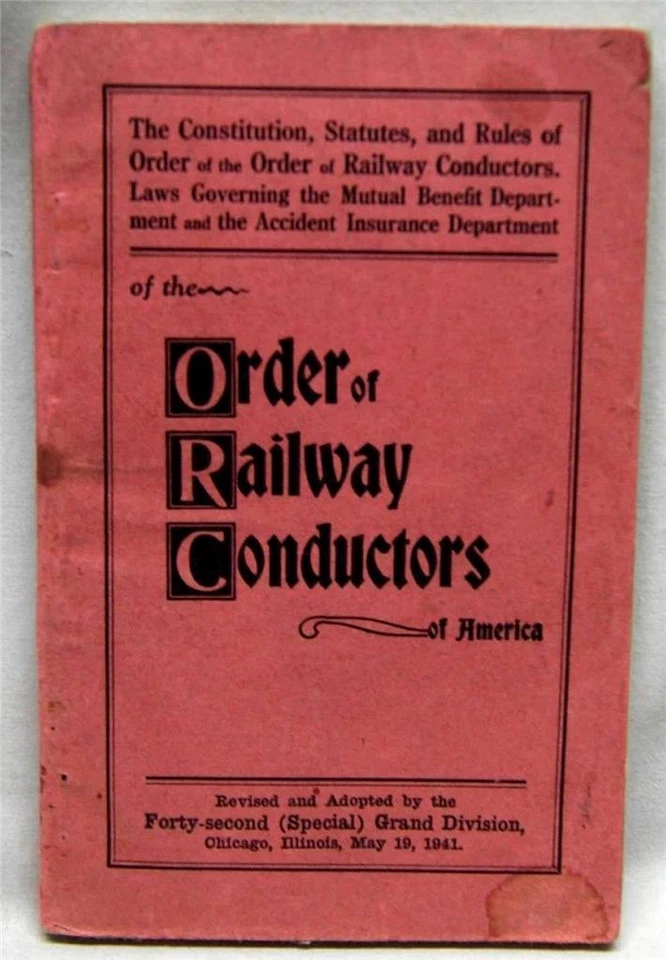 The Constitution, Statutes, and Rules of
Order of the Order of Railway Conductors.
Laws Governing the Mutual Benefit Depart-
ment and the Accident Insurance Department
of the
Order of
Railway
Conductors
of America
Revised and Adopted by the
Forty-second (Special) Grand Division,
Chicago, Illinois, May 19, 1941.